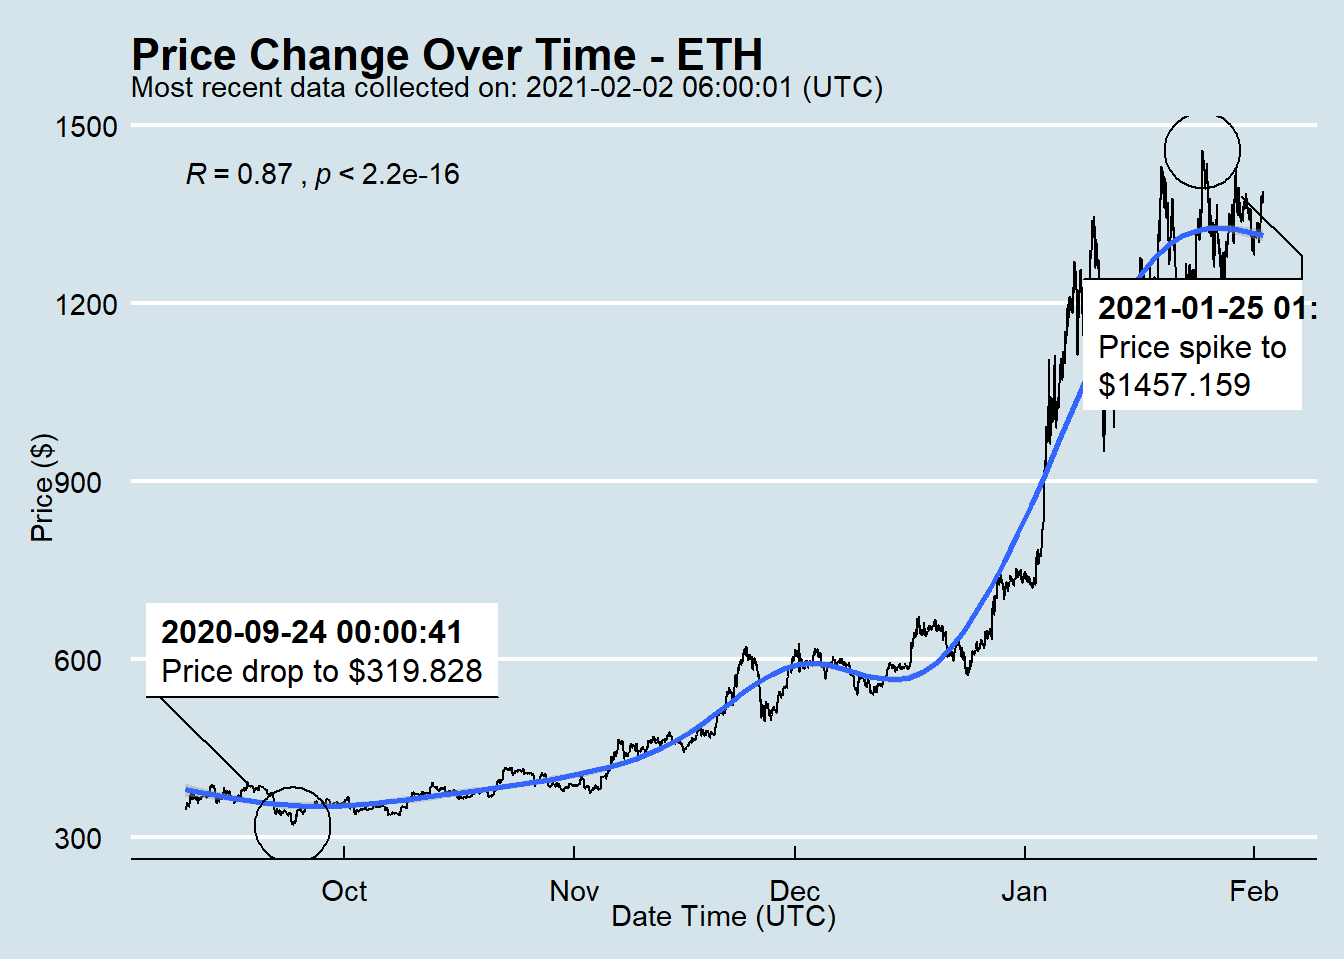 Price Change Over Time - ETH
Most recent data collected on: 2021-02-02 06:00:01 (UTC)
1500
R = 0.87 , p < 2.2e-16
1200
2021-01-25 01:
Price spike to
$1457.159
900
Price ($)
2020-09-24 00:00:41
Price drop to $319.828
600
300
Oct Nov Dec Jan Feb
Date Time (UTC)